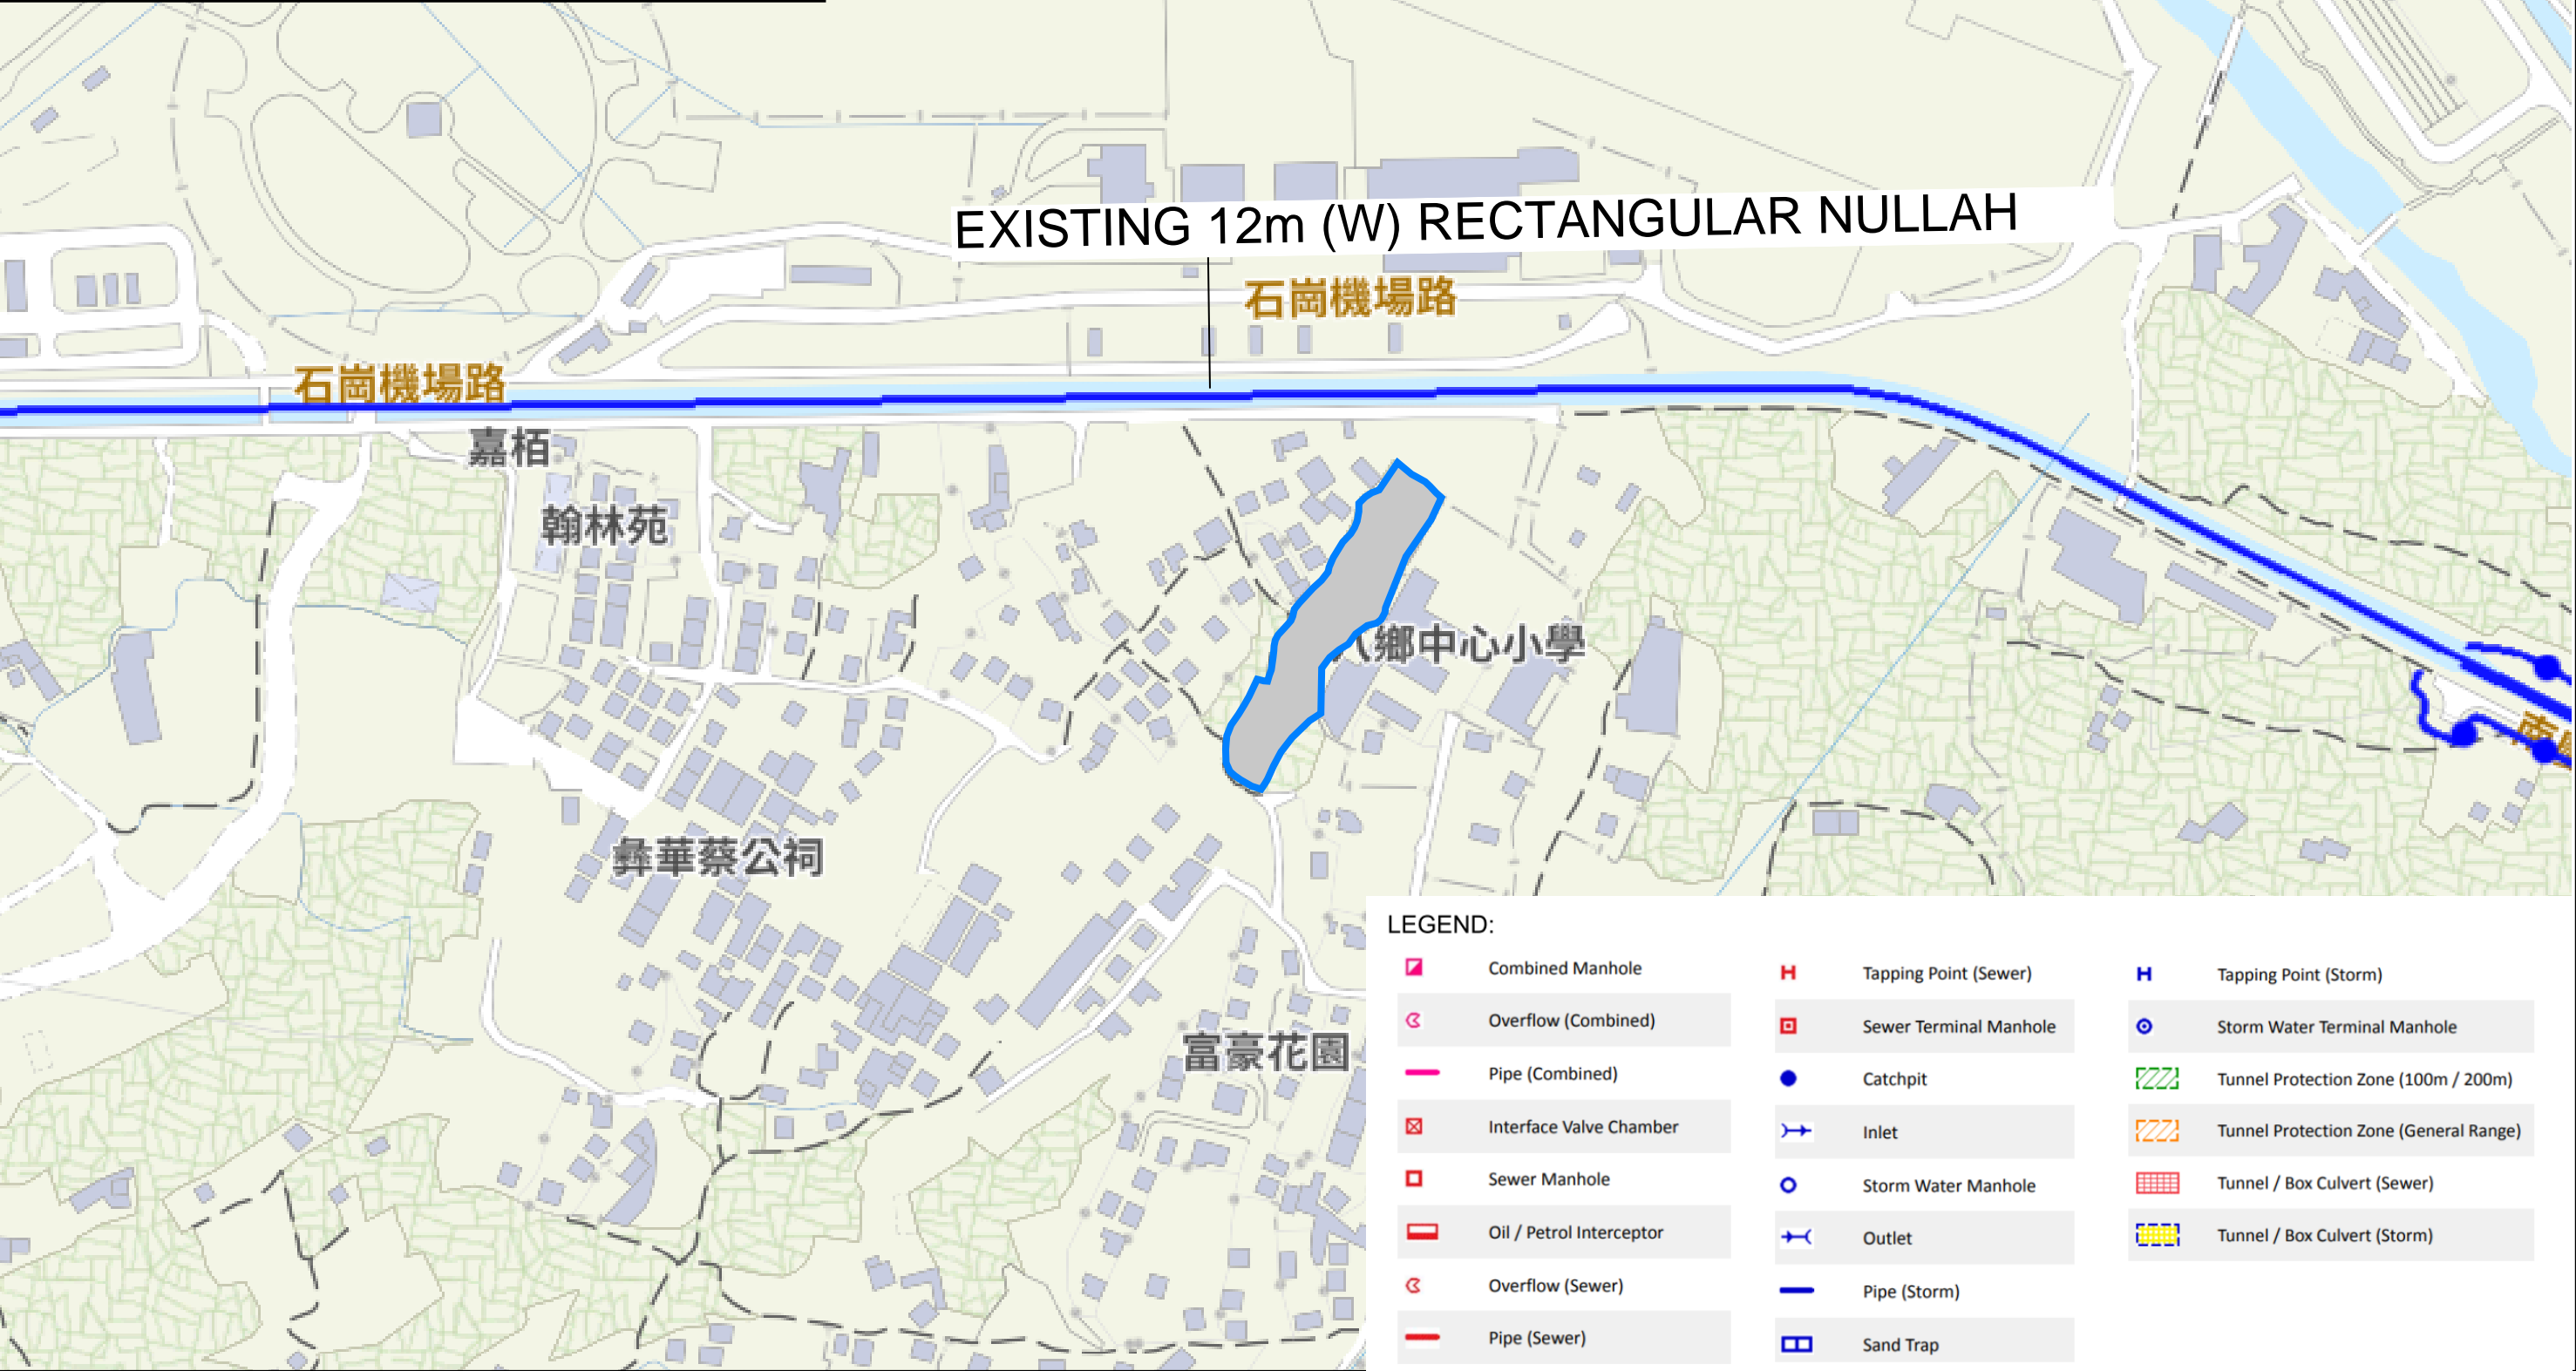 EXISTING 12m (W) RECTANGULAR NULLAH
石崗機場路
石崗機場路
嘉栢
翰林苑
八鄉中心小學
彝華蔡公祠
富豪花園
LEGEND:
Combined Manhole
Overflow (Combined)
Pipe (Combined)
Interface Valve Chamber
Sewer Manhole
Oil / Petrol Interceptor
Overflow (Sewer)
Pipe (Sewer)
Tapping Point (Sewer)
Sewer Terminal Manhole
Catchpit
Inlet
Storm Water Manhole
Outlet
Pipe (Storm)
Sand Trap
Tapping Point (Storm)
Storm Water Terminal Manhole
Tunnel Protection Zone (100m / 200m)
Tunnel Protection Zone (General Range)
Tunnel / Box Culvert (Sewer)
Tunnel / Box Culvert (Storm)